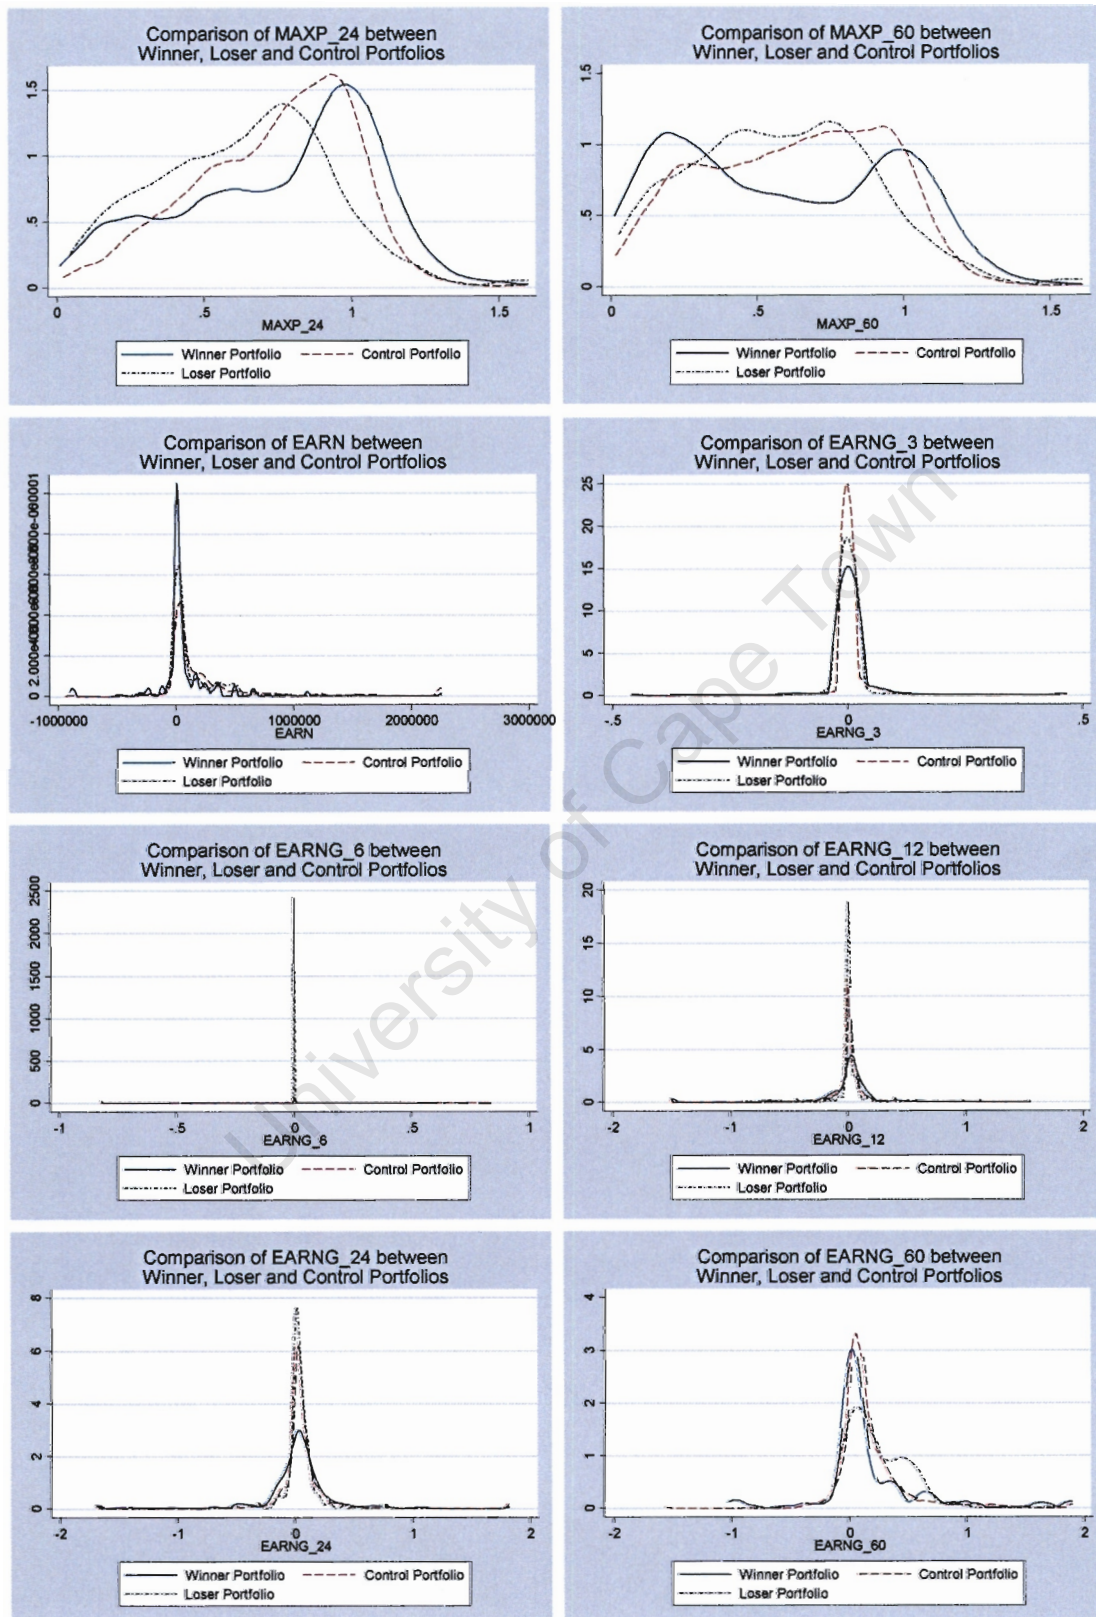 Comparison of MAXP_24 between
Winner, Loser and Control Portfolios
0 .5 1 1.5
0 .5 1 1.5
MAXP_24
Winner Portfolio Control Portfolio
Loser Portfolio
Comparison of MAXP_60 between
Winner, Loser and Control Portfolios
0 .5 1 1.5
0 .5 1 1.5
MAXP_60
Winner Portfolio Control Portfolio
Loser Portfolio
Comparison of EARN between
Winner, Loser and Control Portfolios
0
-1000000 0 1000000 2000000 3000000
EARN
Winner Portfolio Control Portfolio
Loser Portfolio
Comparison of EARNG_3 between
Winner, Loser and Control Portfolios
0 5 10 15 20 25
-.5 0 .5
EARNG_3
Winner Portfolio Control Portfolio
Loser Portfolio
Comparison of EARNG_6 between
Winner, Loser and Control Portfolios
0 500 1000 1500 2000 2500
-1 -.5 0 .5 1
EARNG_6
Winner Portfolio Control Portfolio
Loser Portfolio
Comparison of EARNG_12 between
Winner, Loser and Control Portfolios
0 5 10 15 20
-2 -1 0 1 2
EARNG_12
Winner Portfolio Control Portfolio
Loser Portfolio
Comparison of EARNG_24 between
Winner, Loser and Control Portfolios
0 2 4 6 8
-2 -1 0 1 2
EARNG_24
Winner Portfolio Control Portfolio
Loser Portfolio
Comparison of EARNG_60 between
Winner, Loser and Control Portfolios
0 1 2 3 4
-2 -1 0 1 2
EARNG_60
Winner Portfolio Control Portfolio
Loser Portfolio
University of Cape Town